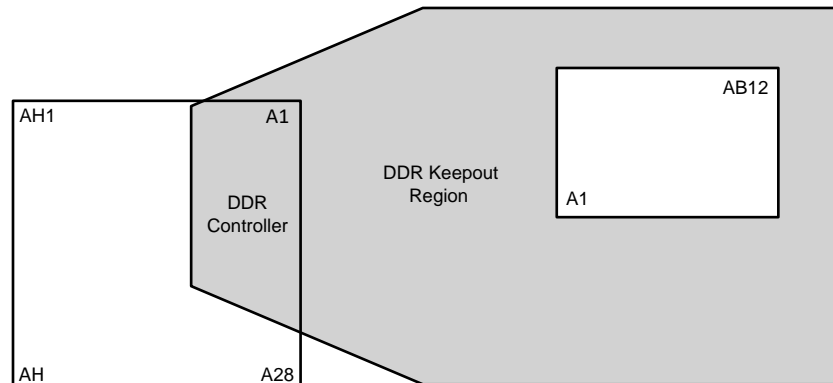 AH1
A1
AB12
DDR Keepout
Region
DDR
Controller
A1
AH
A28